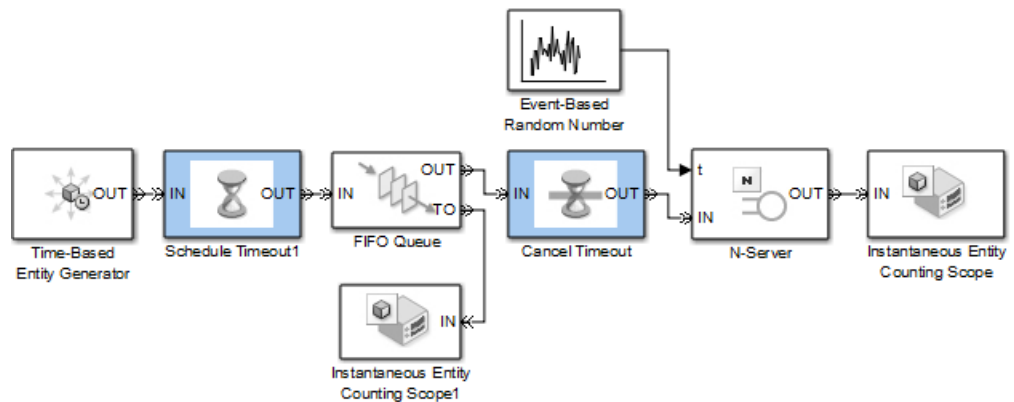 Event-Based
Random Number
OUT
Time-Based
Entity Generator
IN
OUT
Schedule Timeout1
IN
OUT
TO
FIFO Queue
IN
OUT
Cancel Timeout
t
IN
N
OUT
N-Server
IN
Instantaneous Entity
Counting Scope
IN
Instantaneous Entity
Counting Scope1